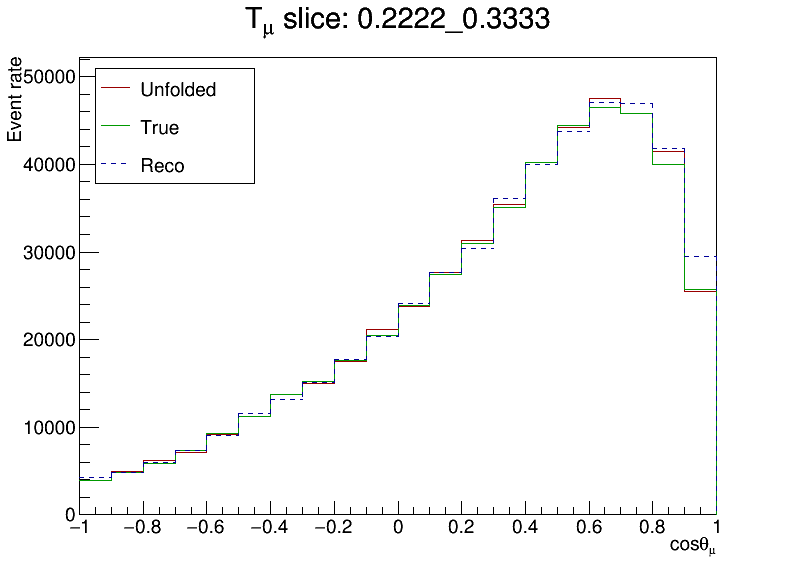 Tμ slice: 0.2222_0.3333
Event rate
Unfolded
True
Reco
50000
40000
30000
20000
10000
0
−1 −0.8 −0.6 −0.4 −0.2 0 0.2 0.4 0.6 0.8 1
cosθμ